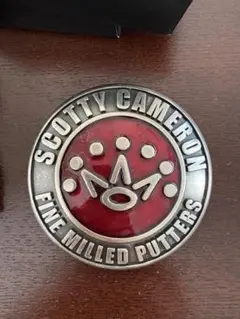 SCOTTY CAMERON
FINE MILLED PUTTERS